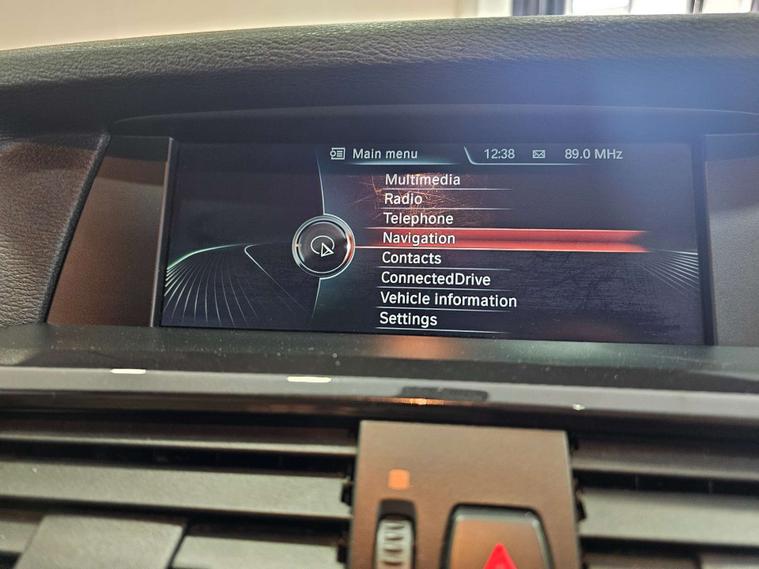 Main menu 12:38 89.0 MHz
Multimedia
Radio
Telephone
Navigation
Contacts
ConnectedDrive
Vehicle information
Settings